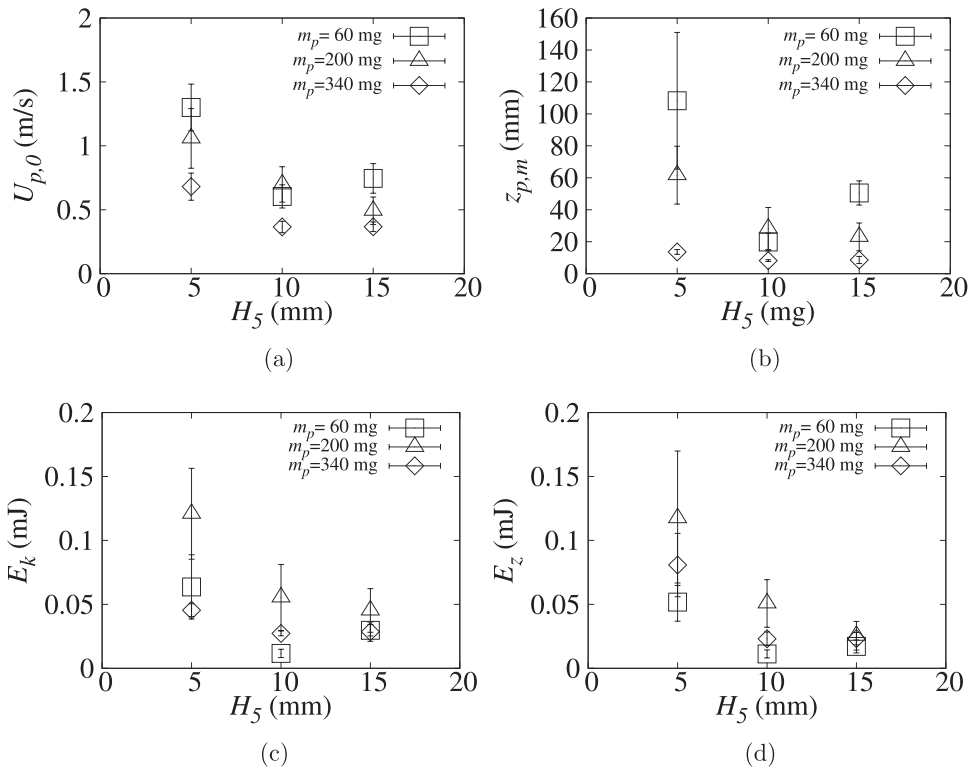 2
1.5
1
0.5
0
0 5 10 15 20
U_{p,0} (m/s)
H_5 (mm)
m_p= 60 mg
m_p=200 mg
m_p=340 mg
(a)
160
140
120
100
80
60
40
20
0
0 5 10 15 20
z_{p,m} (mm)
H_5 (mg)
m_p= 60 mg
m_p=200 mg
m_p=340 mg
(b)
0.2
0.15
0.1
0.05
0
0 5 10 15 20
E_k (mJ)
H_5 (mm)
m_p= 60 mg
m_p=200 mg
m_p=340 mg
(c)
0.2
0.15
0.1
0.05
0
0 5 10 15 20
E_z (mJ)
H_5 (mm)
m_p= 60 mg
m_p=200 mg
m_p=340 mg
(d)